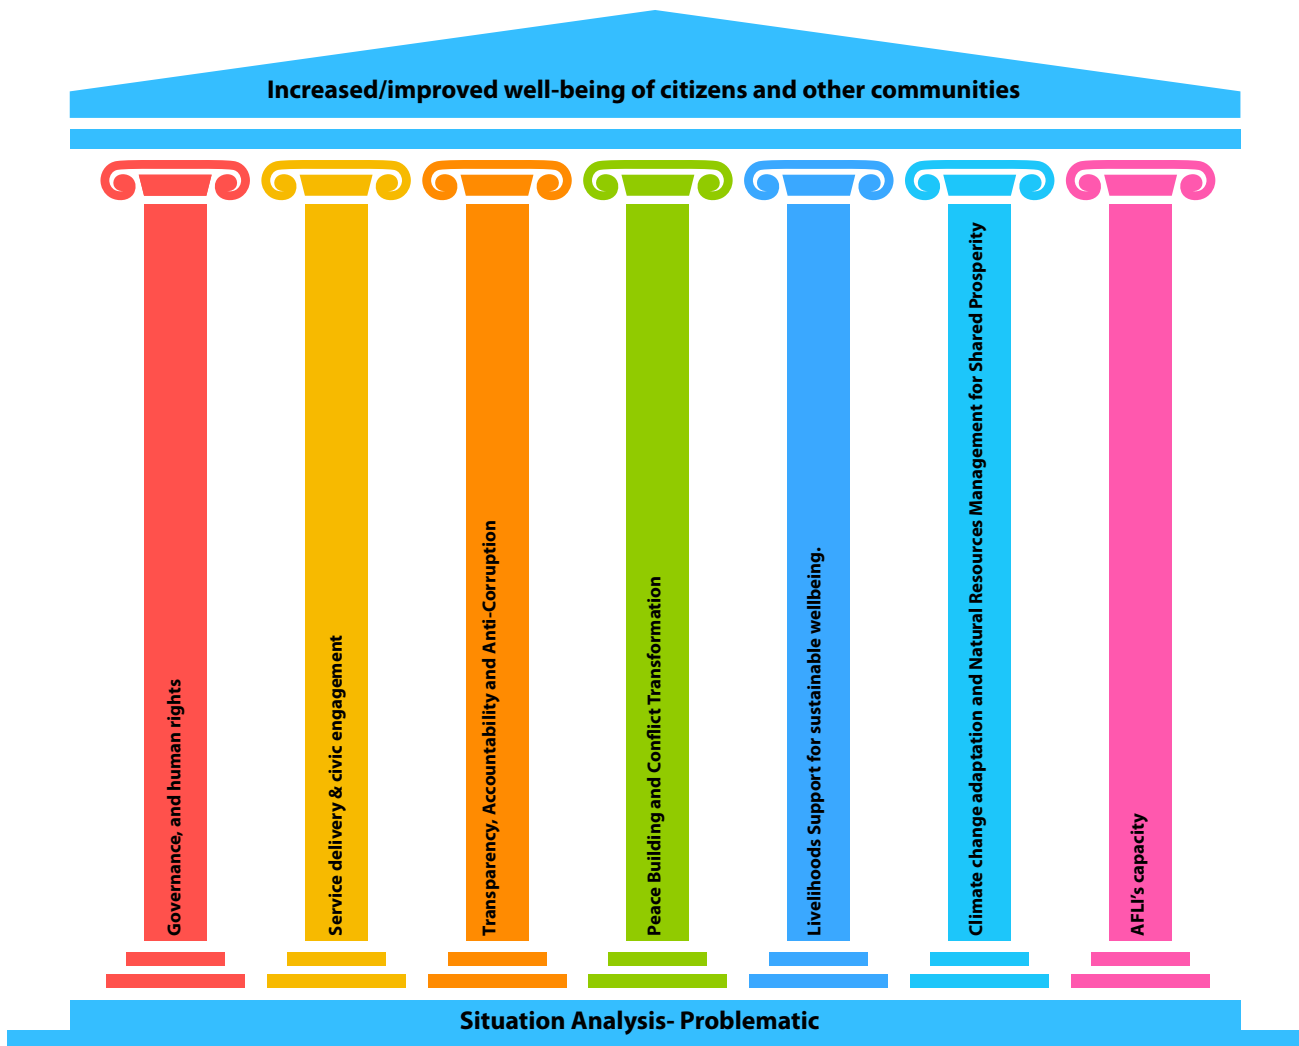 Increased/improved well-being of citizens and other communities
Governance, and human rights
Service delivery & civic engagement
Transparency, Accountability and Anti-Corruption
Peace Building and Conflict Transformation
Livelihoods Support for sustainable wellbeing.
Climate change adaptation and Natural Resources Management for Shared Prosperity
AFLI’s capacity
Situation Analysis- Problematic